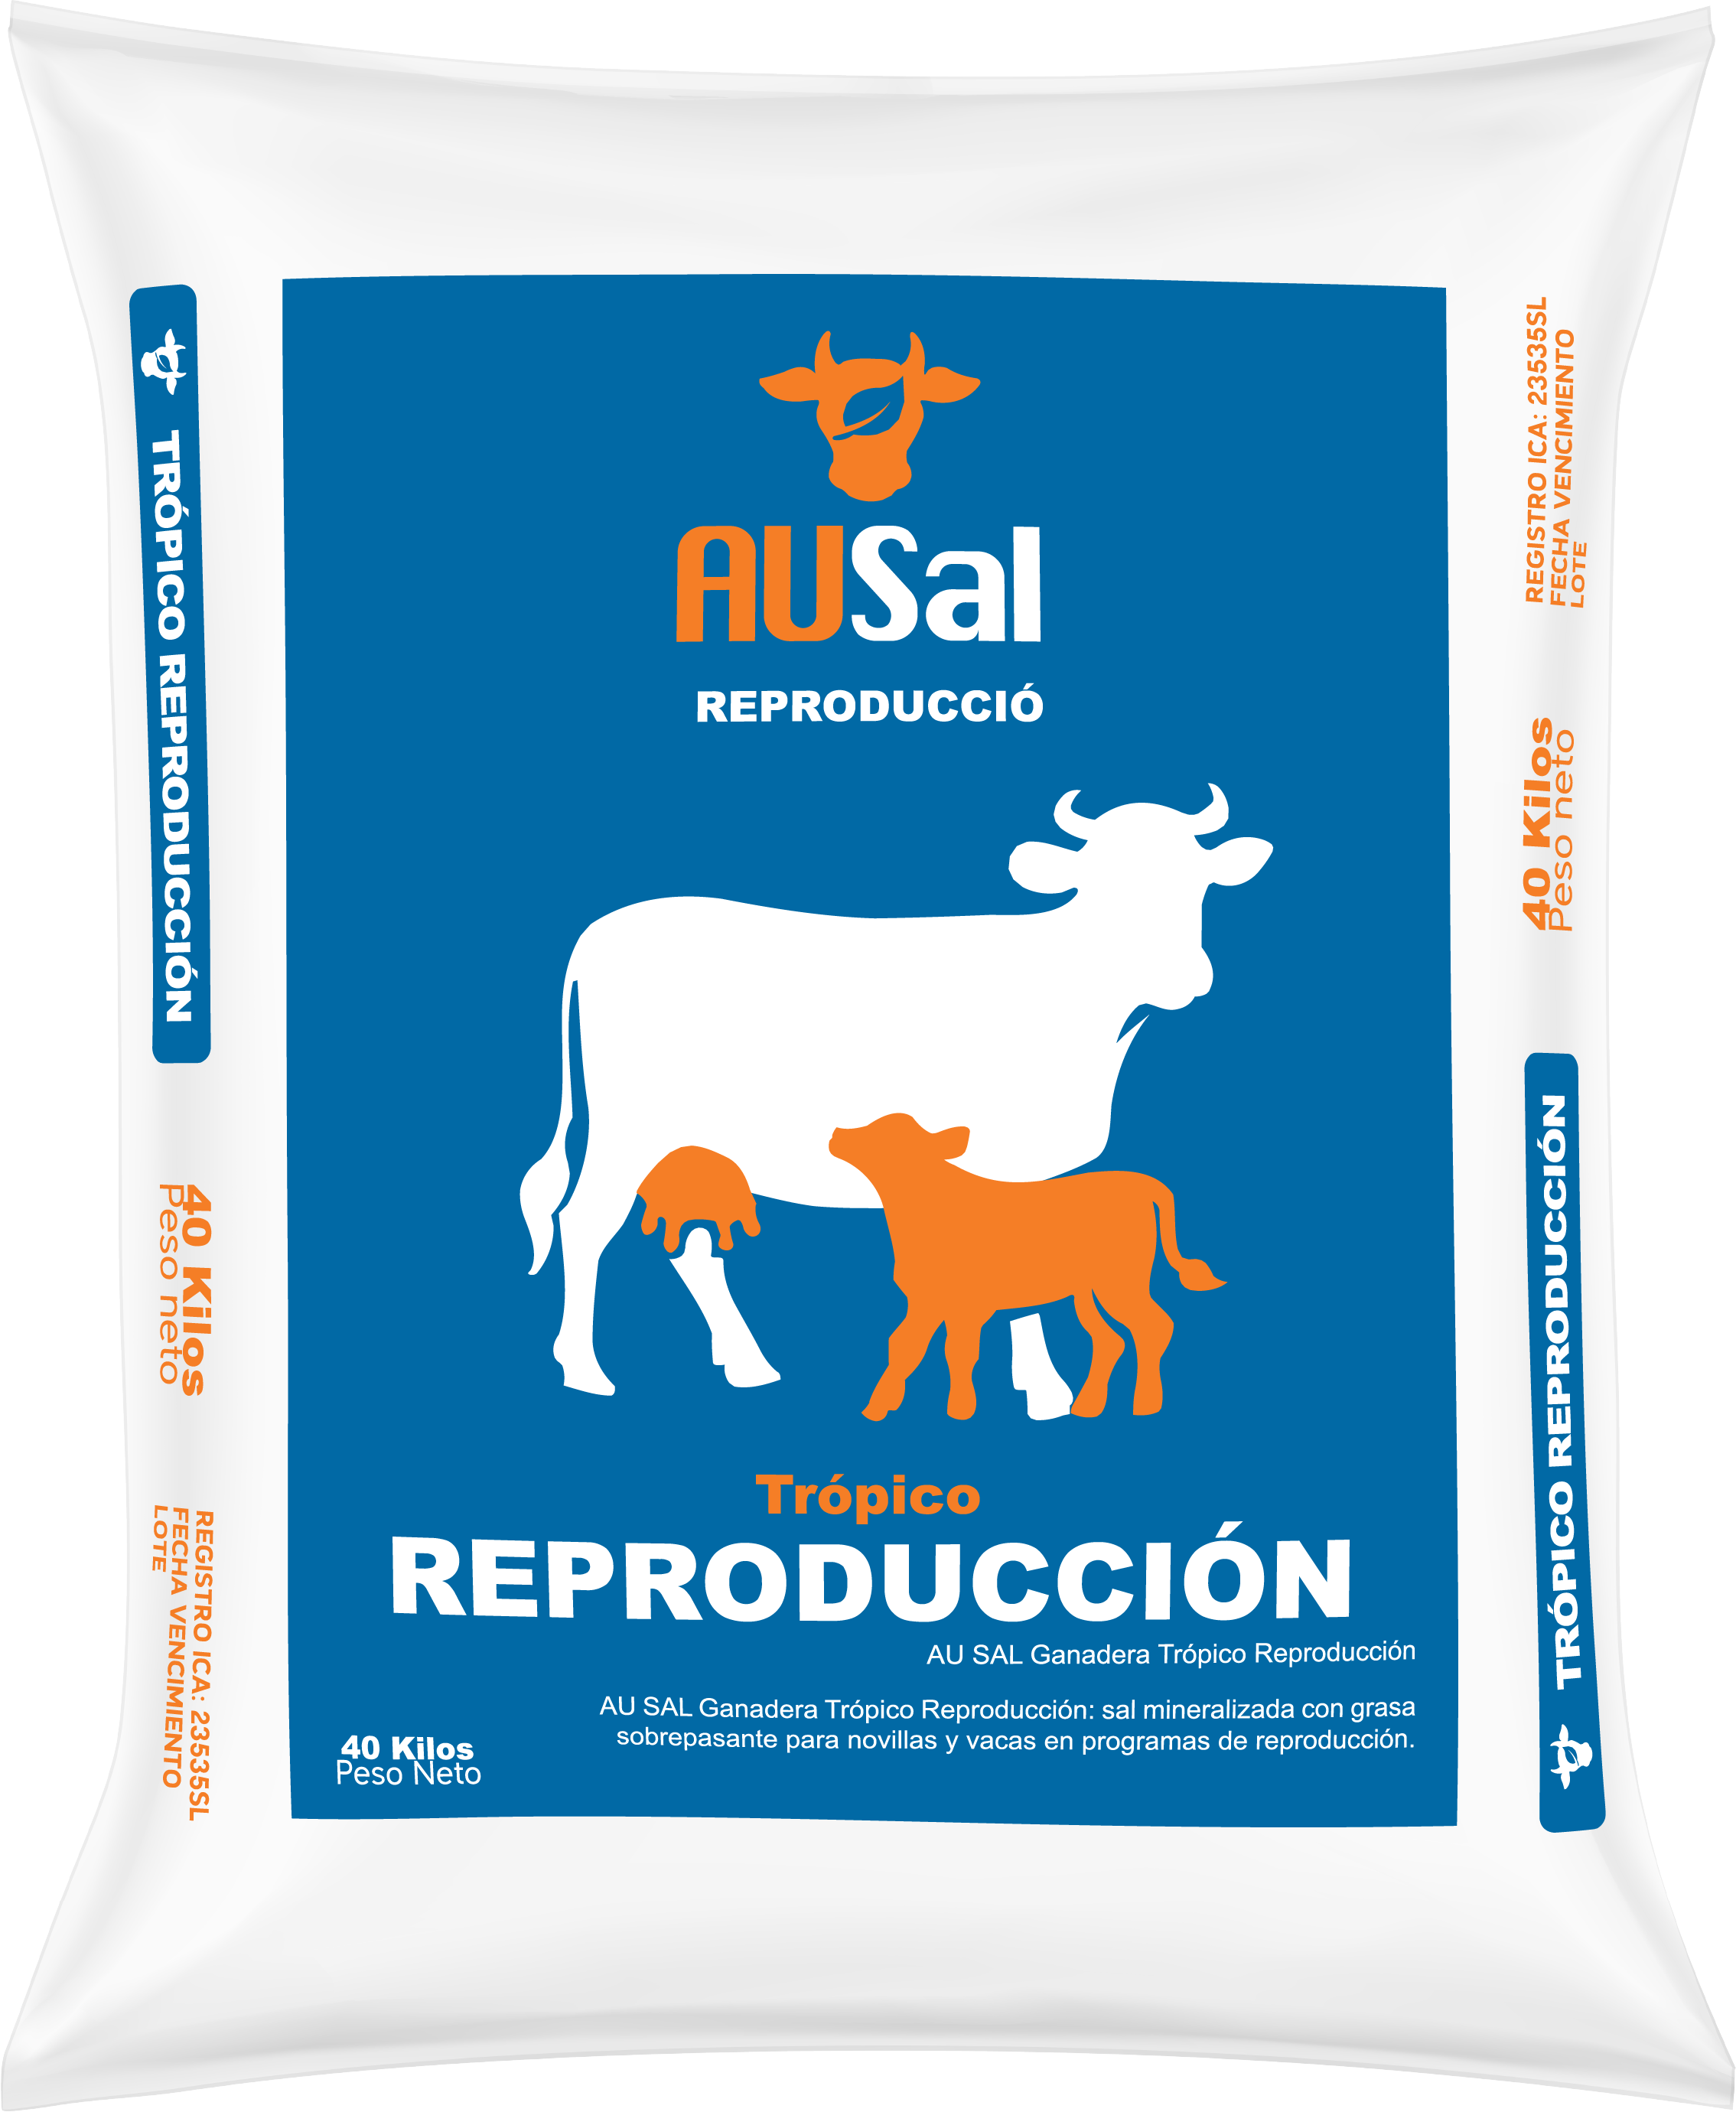 AUSal
REPRODUCCIÓ
Trópico
REPRODUCCIÓN
AU SAL Ganadera Trópico Reproducción
AU SAL Ganadera Trópico Reproducción: sal mineralizada con grasa
sobrepasante para novillas y vacas en programas de reproducción.
40 Kilos
Peso Neto
TRÓPICO REPRODUCCIÓN
40 Kilos
Peso neto
REGISTRO ICA: 23535SL
FECHA VENCIMIENTO
LOTE
REGISTRO ICA: 23535SL
FECHA VENCIMIENTO
LOTE
40 Kilos
Peso neto
TRÓPICO REPRODUCCIÓN